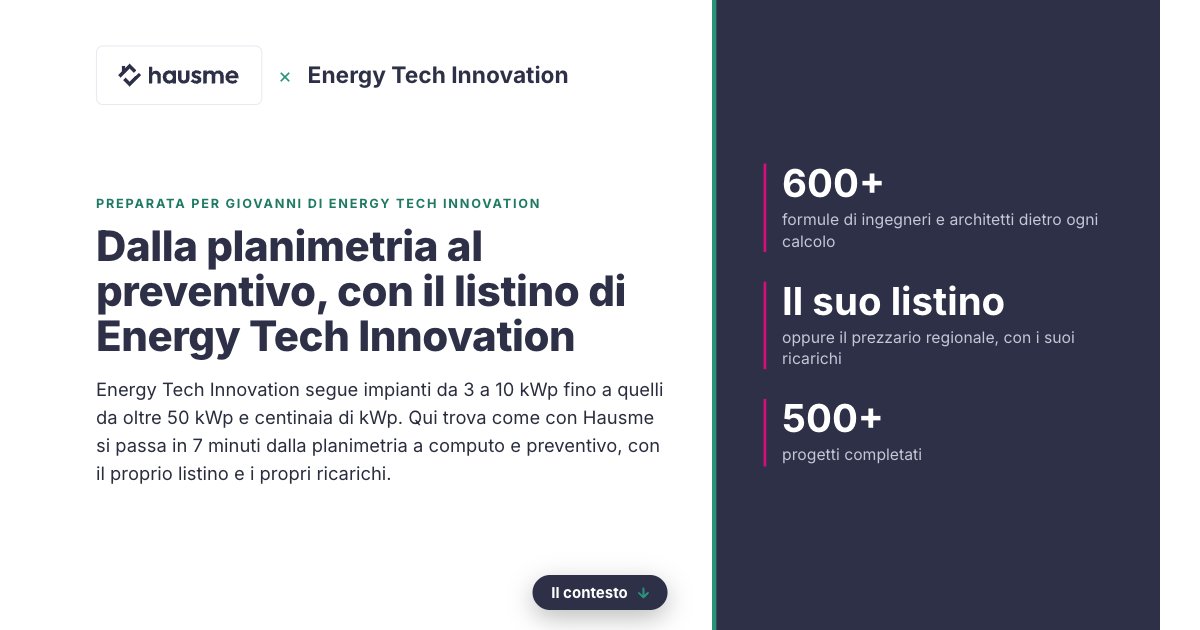 hausme × Energy Tech Innovation
PREPARATA PER GIOVANNI DI ENERGY TECH INNOVATION
Dalla planimetria al
preventivo, con il listino di
Energy Tech Innovation
Energy Tech Innovation segue impianti da 3 a 10 kWp fino a quelli
da oltre 50 kWp e centinaia di kWp. Qui trova come con Hausme
si passa in 7 minuti dalla planimetria a computo e preventivo, con
il proprio listino e i propri ricarichi.
Il contesto ↓
600+
formule di ingegneri e architetti dietro ogni
calcolo
Il suo listino
oppure il prezzario regionale, con i suoi
ricarichi
500+
progetti completati